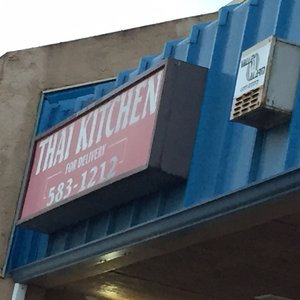 THAI KITCHEN
FOR DELIVERY
583-1212